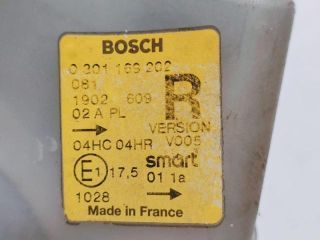 BOSCH
0 301 169 202
081
1902 609
R
02 A PL
VERSION
V005
04HC 04HR
smart
E1 17,5 01 1a
1028
Made in France